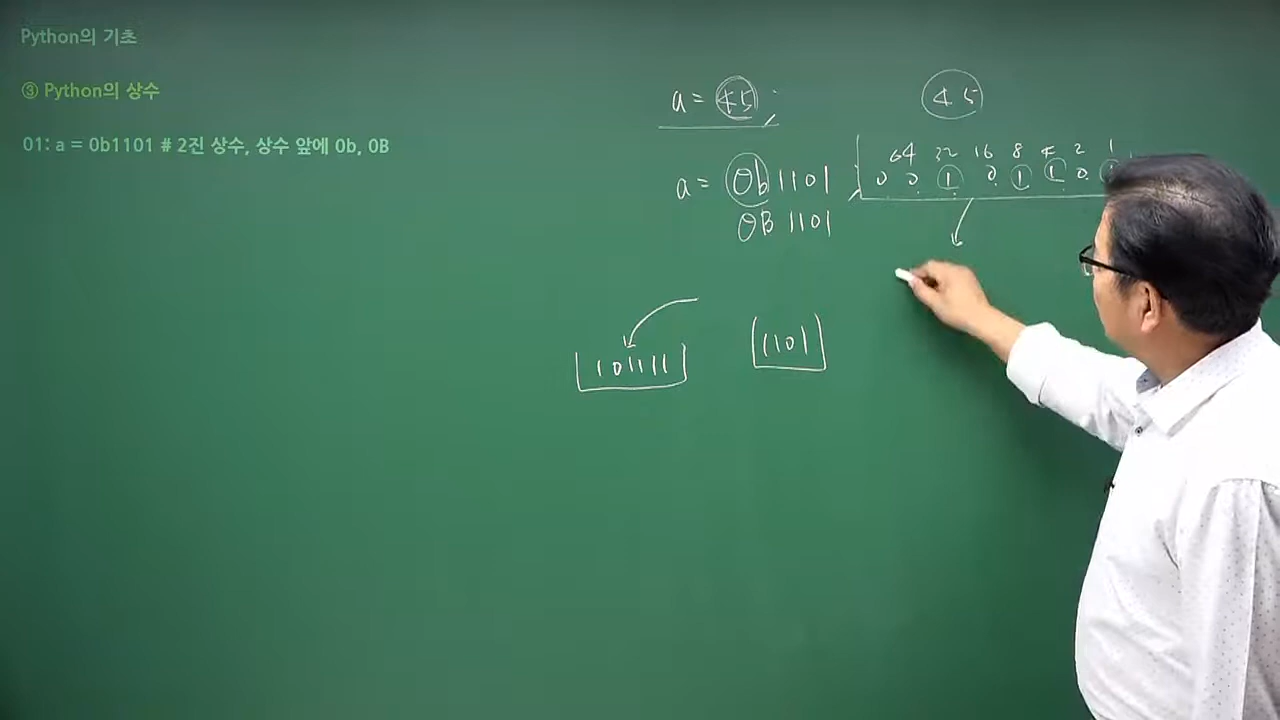 Python의 기초
③ Python의 상수
01: a = 0b1101 # 2진 상수, 상수 앞에 0b, 0B
a = 45
45
64 32 16 8 4 2 1
0 0 1 0 1 1 0
a = 0b1101
0B 1101
101111
1101